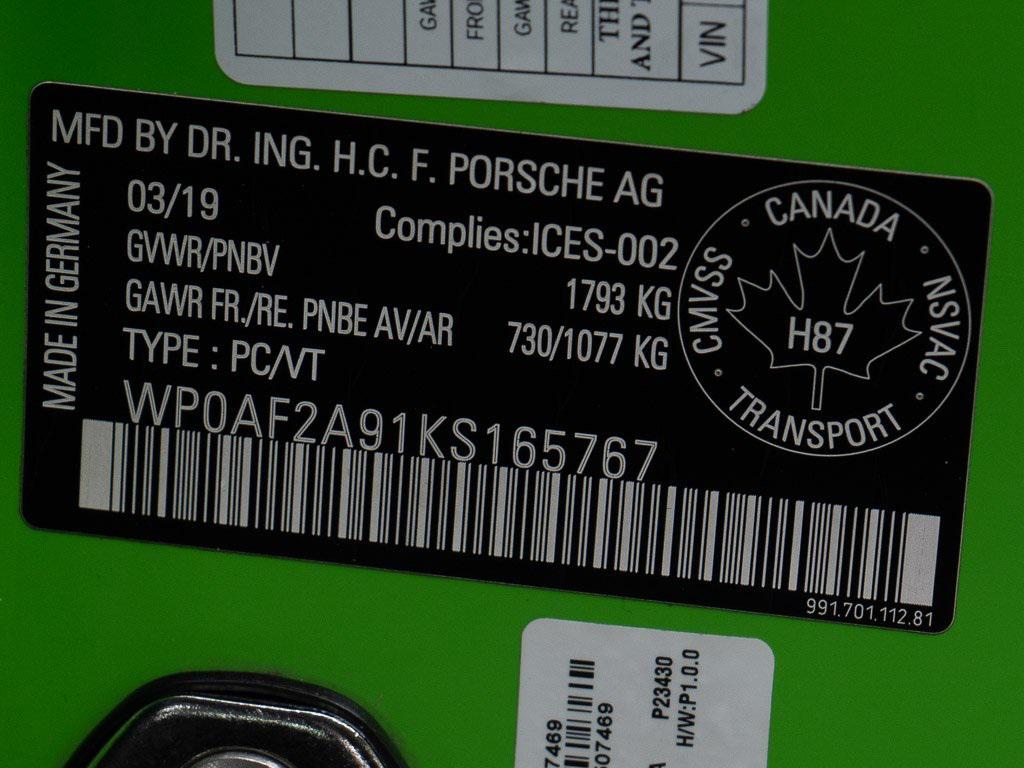 THE
AND
VIN
MFD BY DR. ING. H.C. F. PORSCHE AG
MADE IN GERMANY
03/19
Complies:ICES-002
GVWR/PNBV 1793 KG
GAWR FR./RE. PNBE AV/AR 730/1077 KG
TYPE : PC/VT
WP0AF2A91KS165767
CANADA
CMVSS
NSVAC
H87
TRANSPORT
991.701.112.81
P23430
H/W:P1.0.0